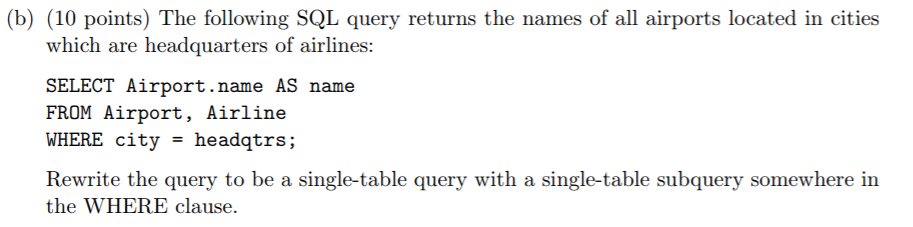 (b) (10 points) The following SQL query returns the names of all airports located in cities
which are headquarters of airlines:
SELECT Airport.name AS name
FROM Airport, Airline
WHERE city = headqtrs;
Rewrite the query to be a single-table query with a single-table subquery somewhere in
the WHERE clause.